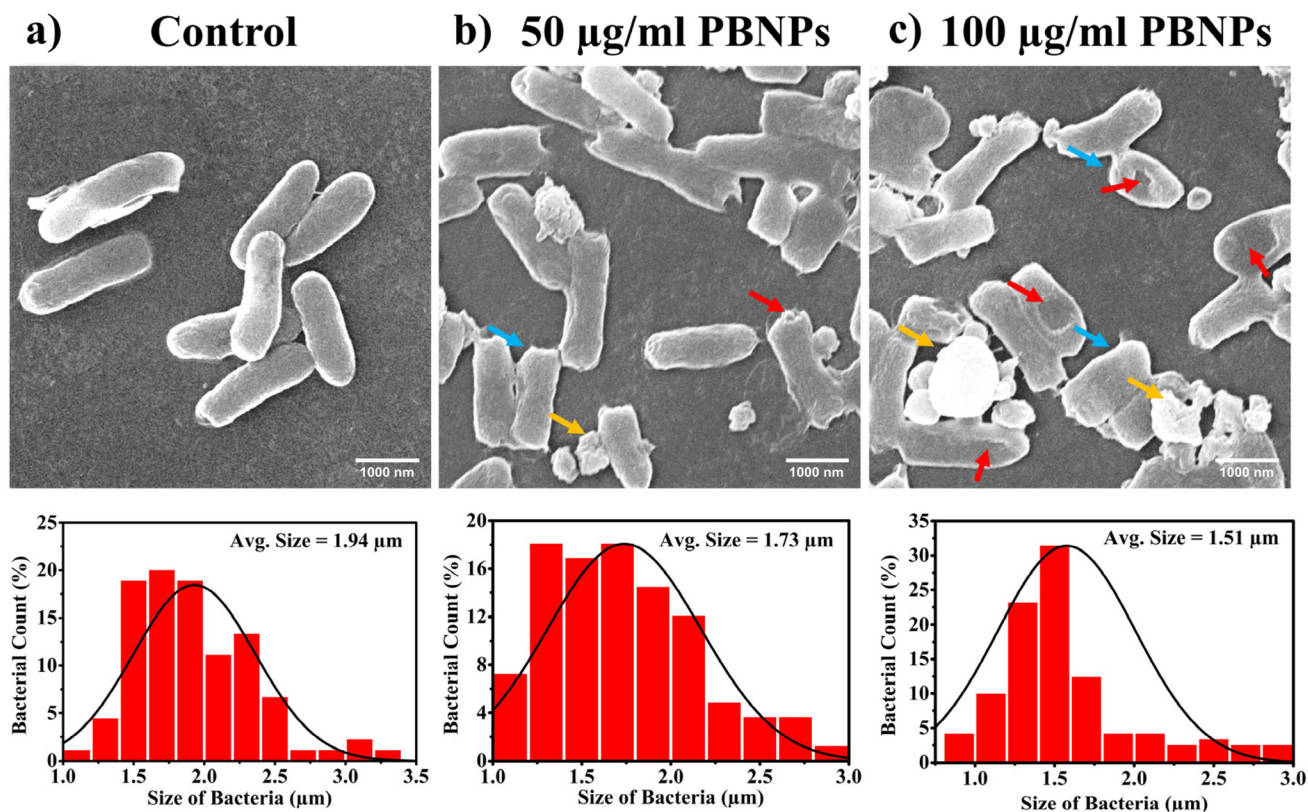 a) Control
b) 50 μg/ml PBNPs
c) 100 μg/ml PBNPs
1000 nm
1000 nm
1000 nm
Avg. Size = 1.94 μm
Bacterial Count (%)
25
20
15
10
5
0
1.0 1.5 2.0 2.5 3.0 3.5
Size of Bacteria (μm)
Avg. Size = 1.73 μm
Bacterial Count (%)
20
18
12
6
4
0
1.0 1.5 2.0 2.5 3.0
Size of Bacteria (μm)
Avg. Size = 1.51 μm
Bacterial Count (%)
35
30
25
20
15
10
5
0
1.0 1.5 2.0 2.5 3.0
Size of Bacteria (μm)